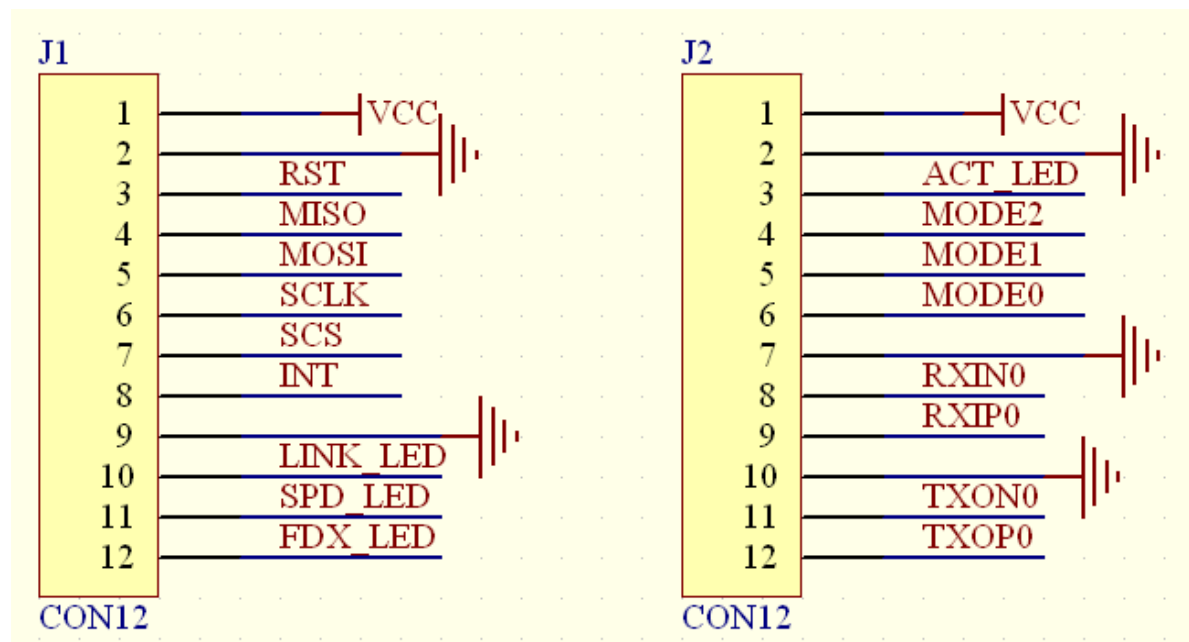 J1
1 VCC
2
RST
3
MISO
4
MOSI
5
SCLK
6
SCS
7
INT
8
9
LINK_LED
10
SPD_LED
11
FDX_LED
12
CON12
J2
1 VCC
2
ACT_LED
3
MODE2
4
MODE1
5
MODE0
6
7
RXIN0
8
RXIP0
9
10
TXON0
11
TXOP0
12
CON12